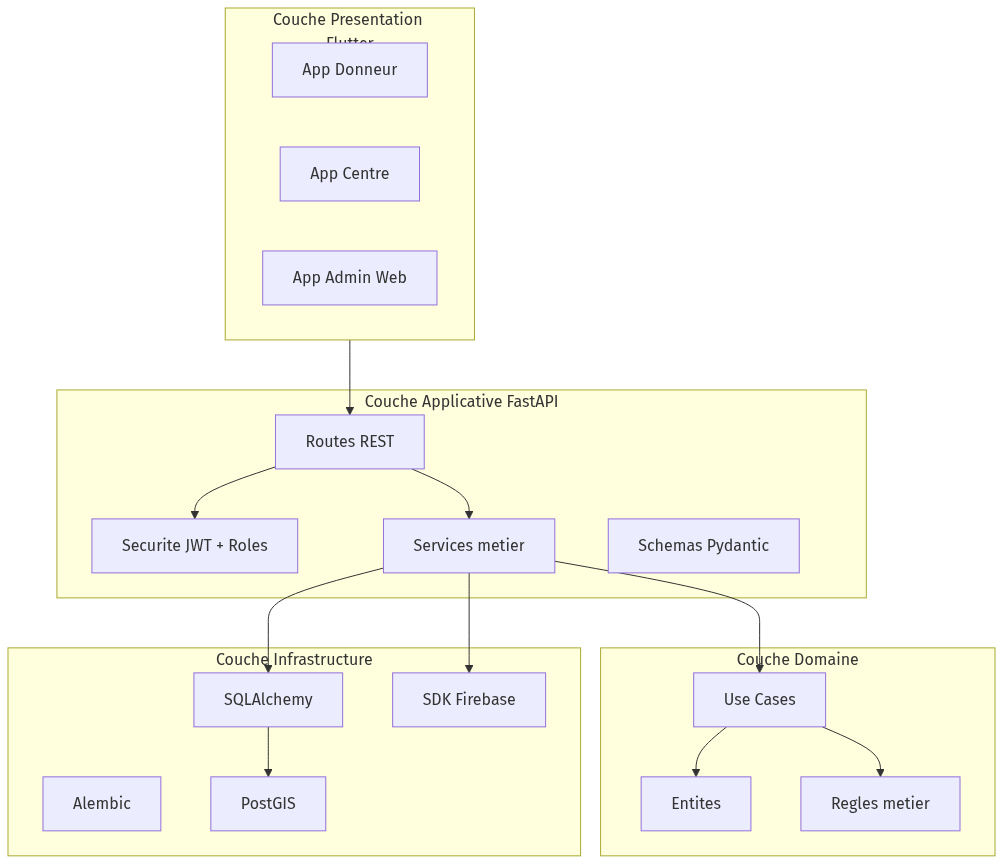 Couche Presentation
Flutter
App Donneur
App Centre
App Admin Web
Couche Applicative FastAPI
Routes REST
Securite JWT + Roles
Services metier
Schemas Pydantic
Couche Infrastructure
SQLAlchemy
SDK Firebase
Alembic
PostGIS
Couche Domaine
Use Cases
Entites
Regles metier